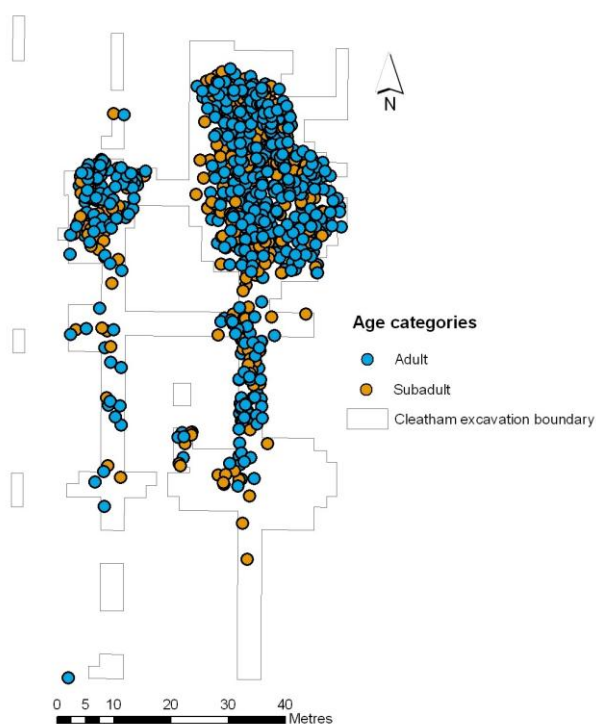 N
Age categories
Adult
Subadult
Cleatham excavation boundary
0 5 10 20 30 40
Metres